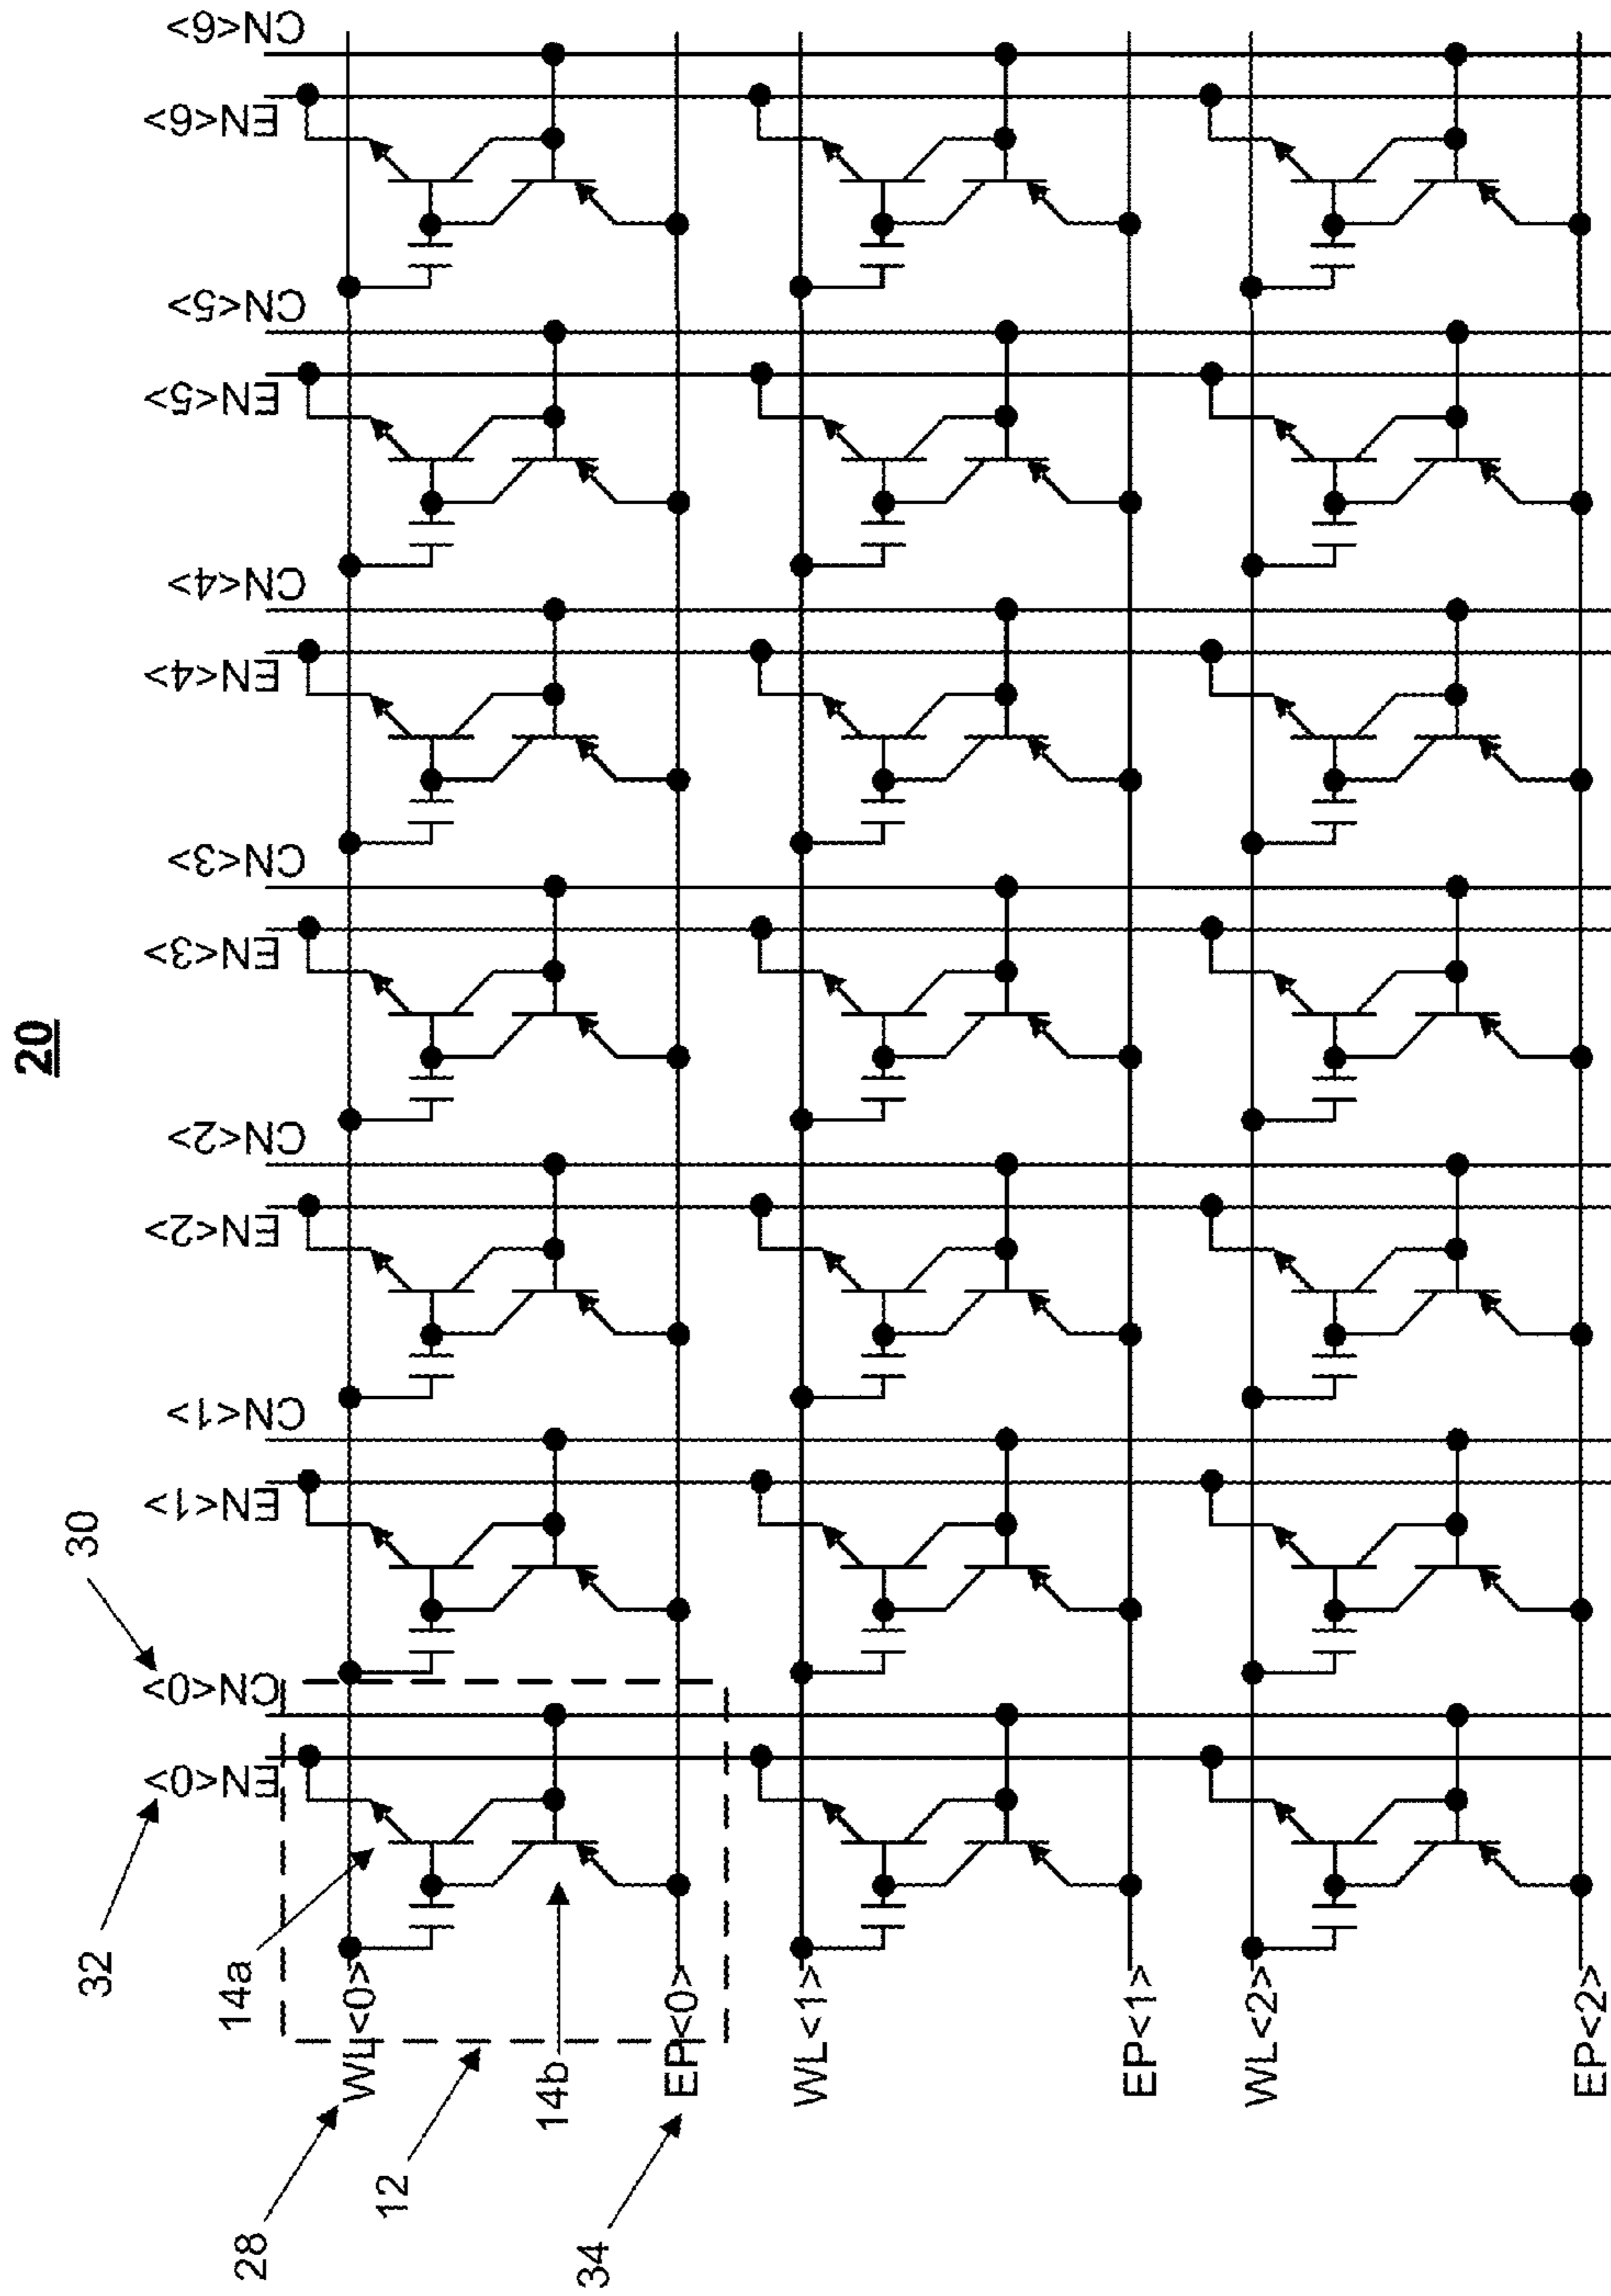 20
CN<6>
EN<6>
CN<5>
EN<5>
CN<4>
EN<4>
CN<3>
EN<3>
CN<2>
EN<2>
CN<1>
EN<1>
30
CN<0>
EN<0>
32
14a
WL<0>
28
12
14b
EP<0>
34
WL<1>
EP<1>
WL<2>
EP<2>